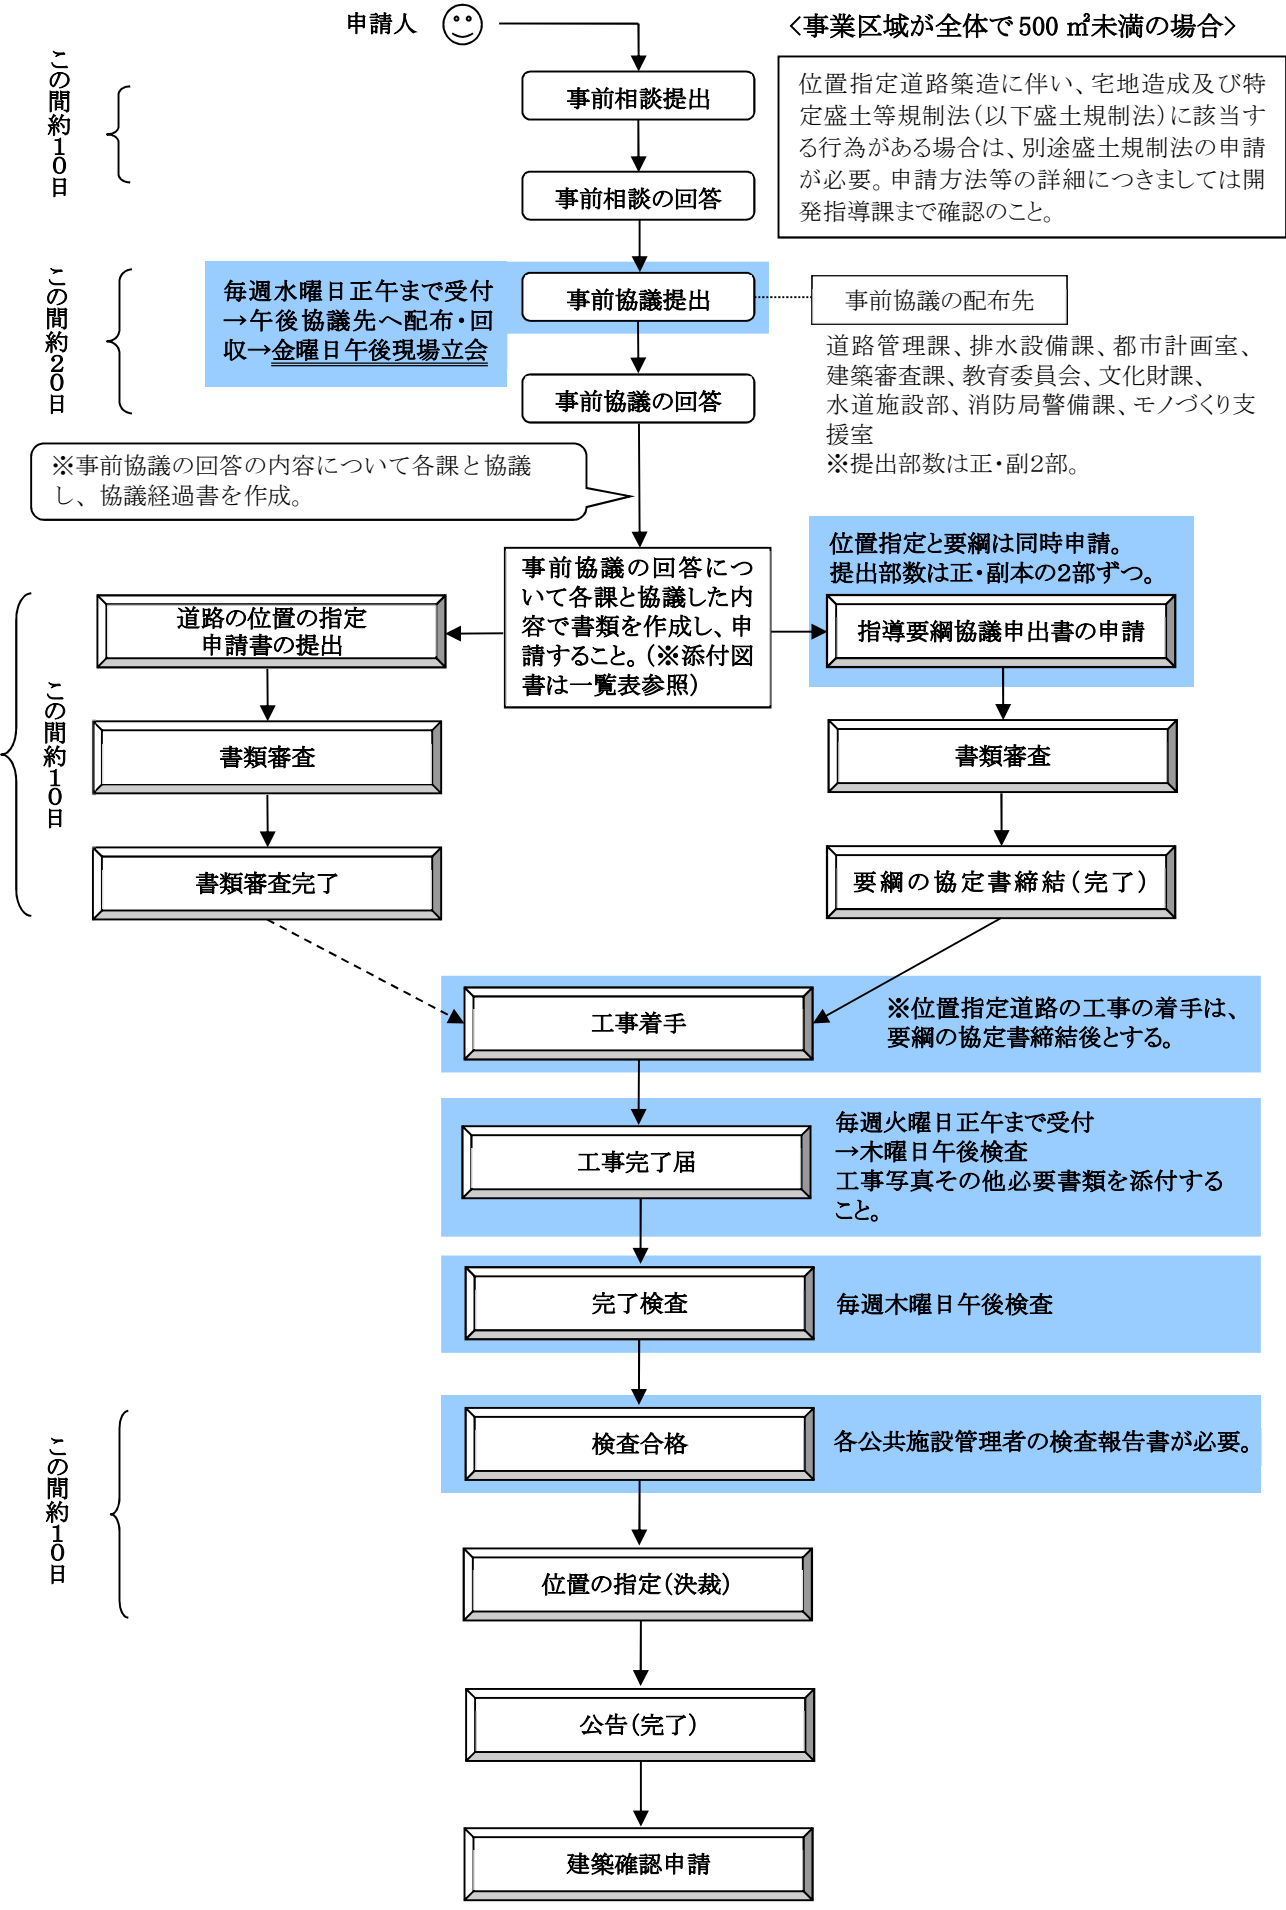 申請人
<事業区域が全体で500㎡未満の場合>
この間約10日
事前相談提出
位置指定道路築造に伴い、宅地造成及び特
定盛土等規制法(以下盛土規制法)に該当す
る行為がある場合は、別途盛土規制法の申請
が必要。申請方法等の詳細につきましては開
発指導課まで確認のこと。
事前相談の回答
この間約20日
毎週水曜日正午まで受付
→午後協議先へ配布・回
収→金曜日午後現場立会
事前協議提出
事前協議の配布先
道路管理課、排水設備課、都市計画室、
建築審査課、教育委員会、文化財課、
水道施設部、消防局警備課、モノづくり支
援室
※提出部数は正・副2部。
事前協議の回答
※事前協議の回答の内容について各課と協議
し、協議経過書を作成。
事前協議の回答につ
いて各課と協議した内
容で書類を作成し、申
請すること。(※添付図
書は一覧表参照)
位置指定と要綱は同時申請。
提出部数は正・副本の2部ずつ。
この間約10日
道路の位置の指定
申請書の提出
指導要綱協議申出書の申請
書類審査
書類審査
書類審査完了
要綱の協定書締結(完了)
工事着手
※位置指定道路の工事の着手は、
要綱の協定書締結後とする。
工事完了届
毎週火曜日正午まで受付
→木曜日午後検査
工事写真その他必要書類を添付する
こと。
完了検査
毎週木曜日午後検査
この間約10日
検査合格
各公共施設管理者の検査報告書が必要。
位置の指定(決裁)
公告(完了)
建築確認申請